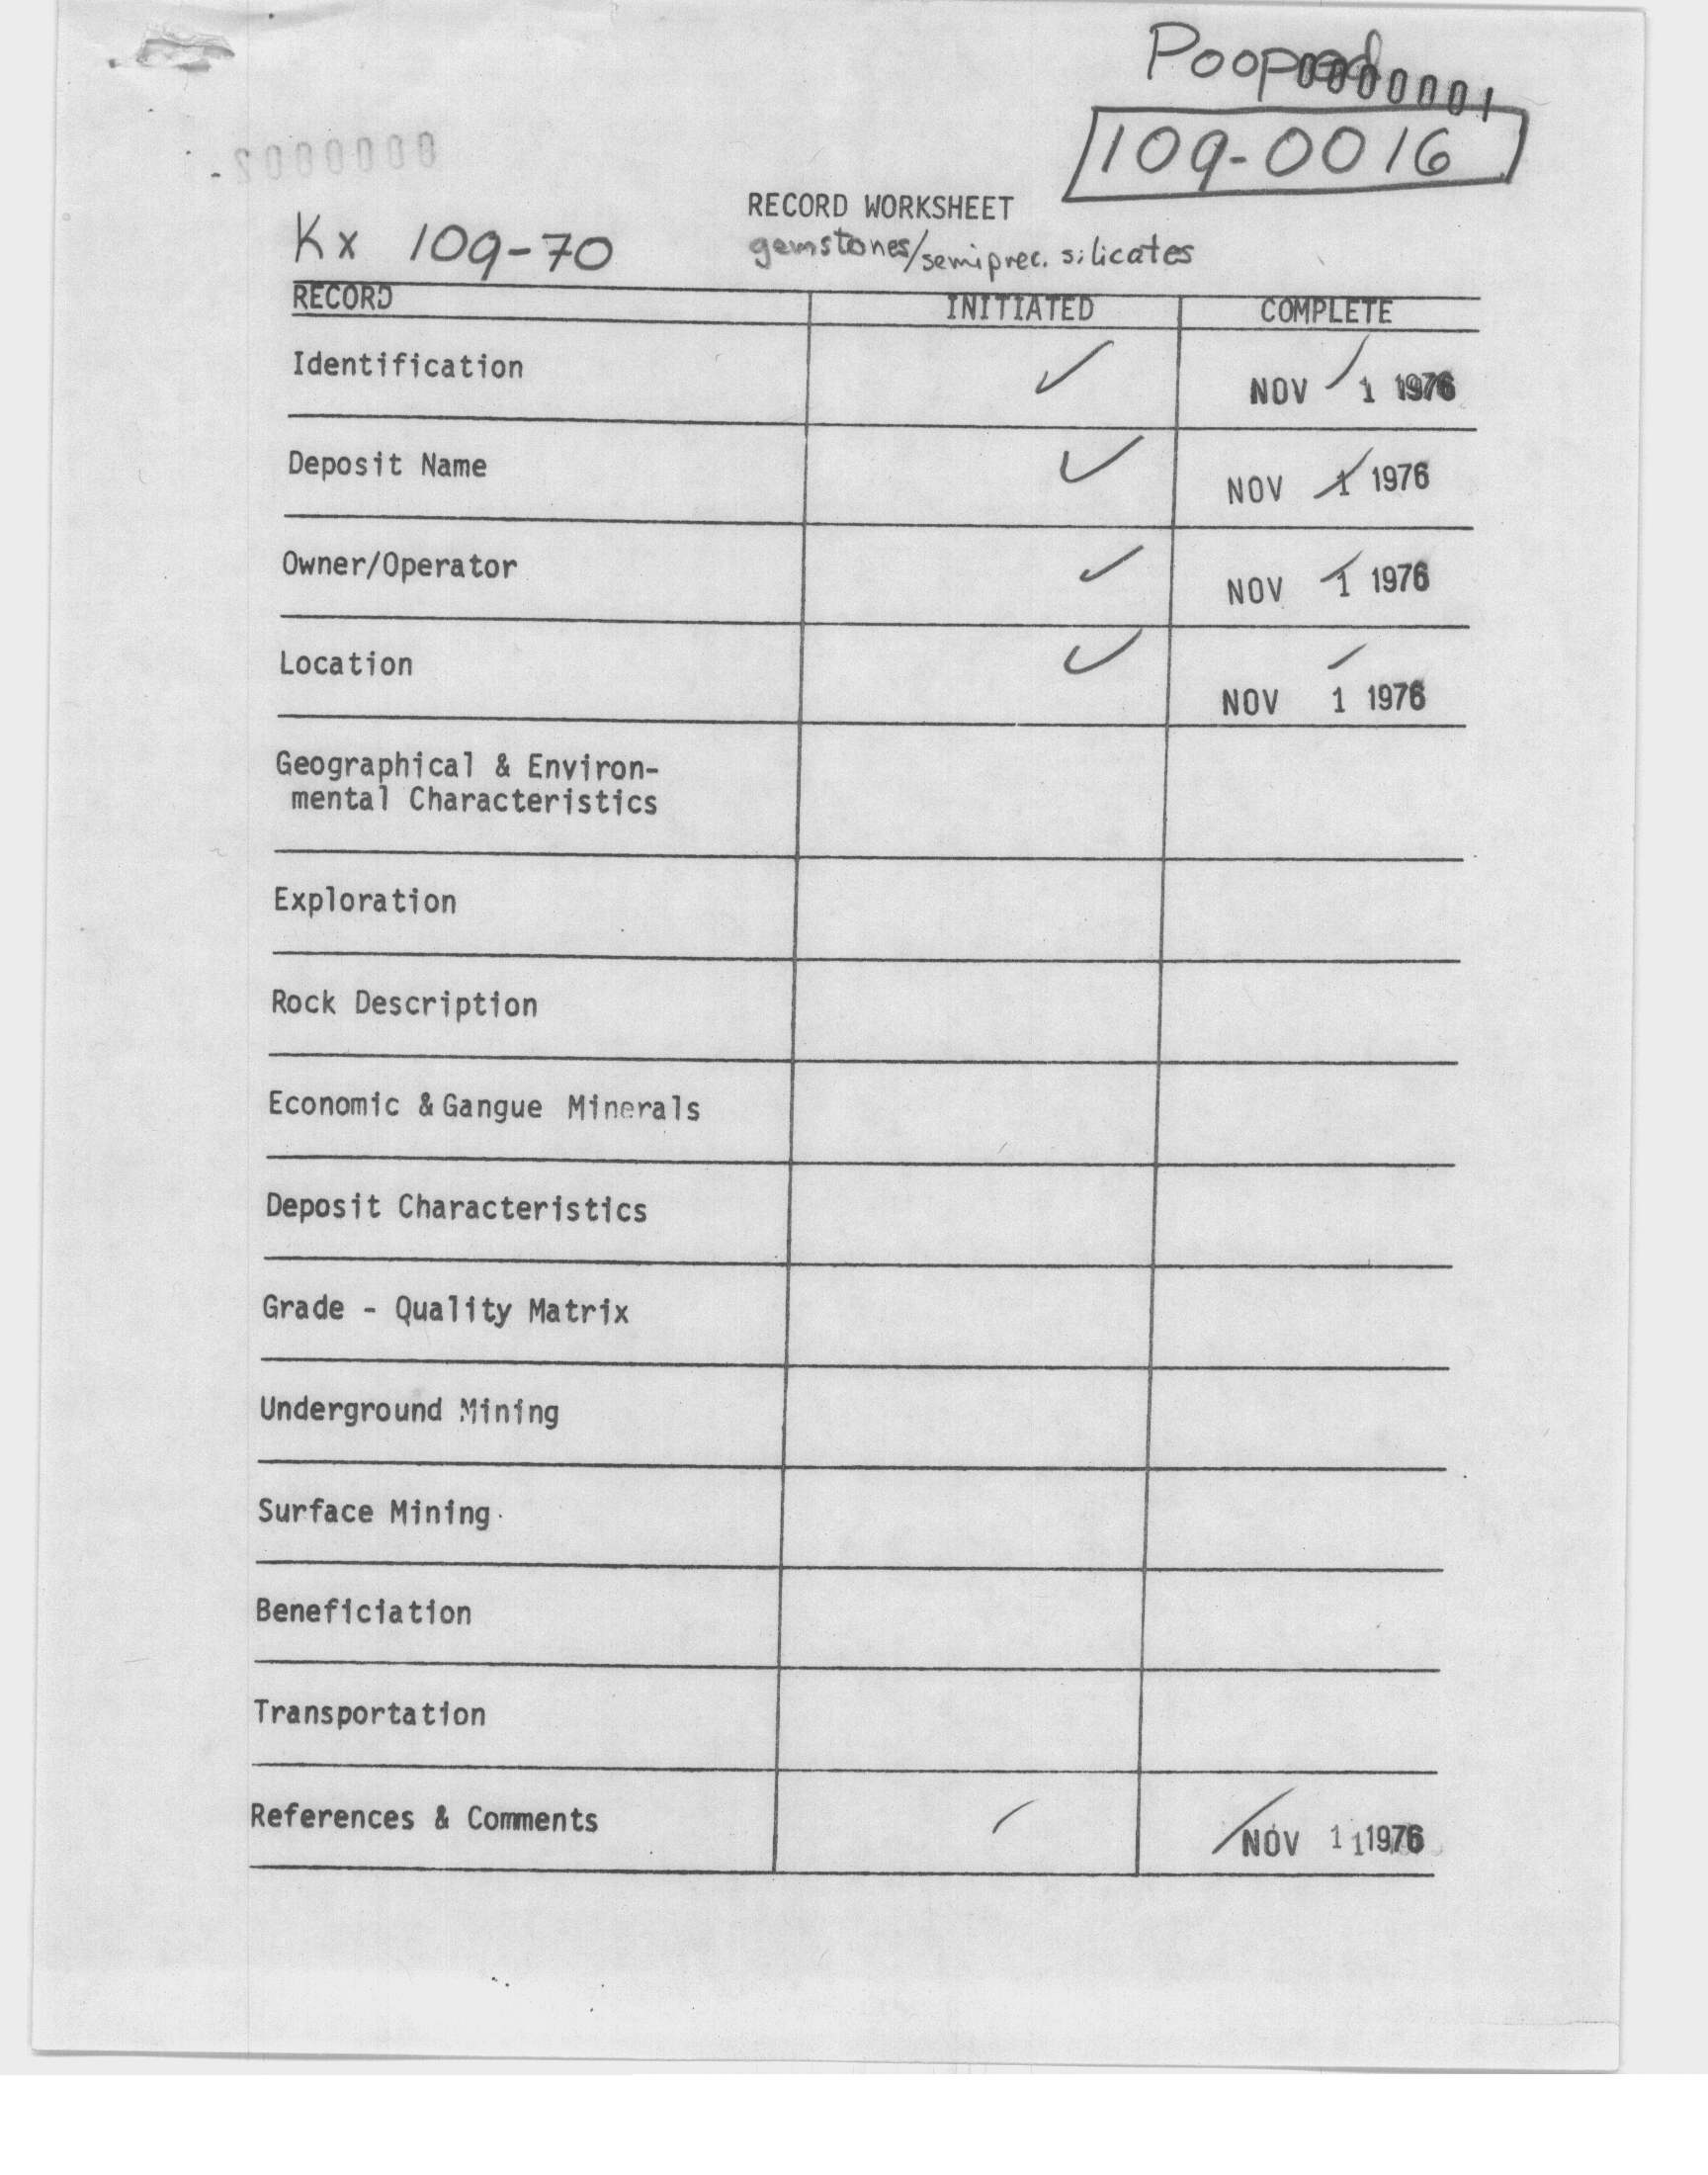 Pooped
0000001
109-0016
0000002
RECORD WORKSHEET
Kx 109-70
gemstones/semiprec. silicates
RECORD INITIATED COMPLETE
Identification ✓ NOV 1 1976
Deposit Name ✓ NOV 1 1976
Owner/Operator ✓ NOV 1 1976
Location ✓ NOV 1 1976
Geographical & Environ-
mental Characteristics
Exploration
Rock Description
Economic & Gangue Minerals
Deposit Characteristics
Grade - Quality Matrix
Underground Mining
Surface Mining
Beneficiation
Transportation
References & Comments NOV 1 1976